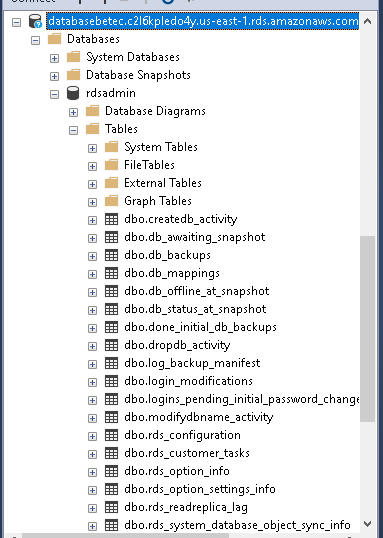 databasebetec.c2l6kpledo4y.us-east-1.rds.amazonaws.com
Databases
System Databases
Database Snapshots
rdsadmin
Database Diagrams
Tables
System Tables
FileTables
External Tables
Graph Tables
dbo.createdb_activity
dbo.db_awaiting_snapshot
dbo.db_backups
dbo.db_mappings
dbo.db_offline_at_snapshot
dbo.db_status_at_snapshot
dbo.done_initial_db_backups
dbo.dropdb_activity
dbo.log_backup_manifest
dbo.login_modifications
dbo.logins_pending_initial_password_change
dbo.modifydbname_activity
dbo.rds_configuration
dbo.rds_customer_tasks
dbo.rds_option_info
dbo.rds_option_settings_info
dbo.rds_readreplica_lag
dbo.rds_system_database_object_sync_info